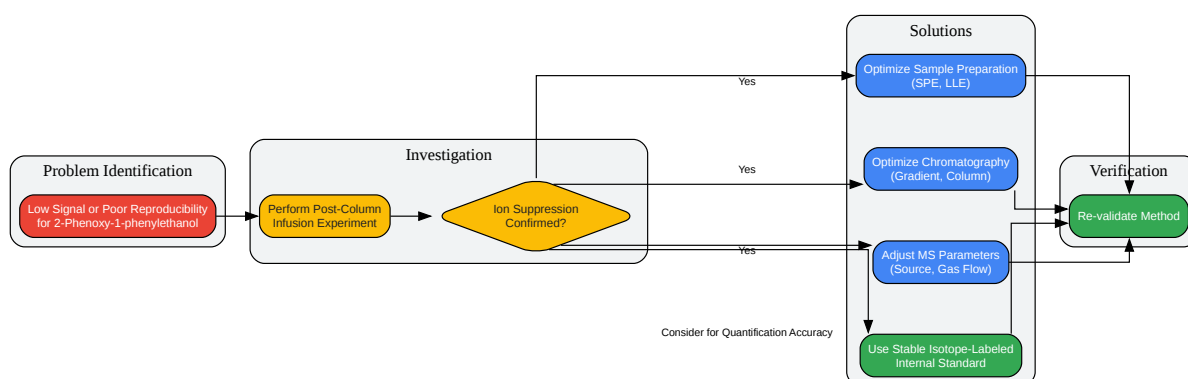 Solutions
Optimize Sample Preparation
(SPE, LLE)
Yes
Investigation
Problem Identification
Yes
Optimize Chromatography
(Gradient, Column)
Verification
Low Signal or Poor Reproducibility
for 2-Phenoxy-1-phenylethanol
Perform Post-Column
Infusion Experiment
Ion Suppression
Confirmed?
Re-validate Method
Yes
Adjust MS Parameters
(Source, Gas Flow)
Consider for Quantification Accuracy
Use Stable Isotope-Labeled
Internal Standard